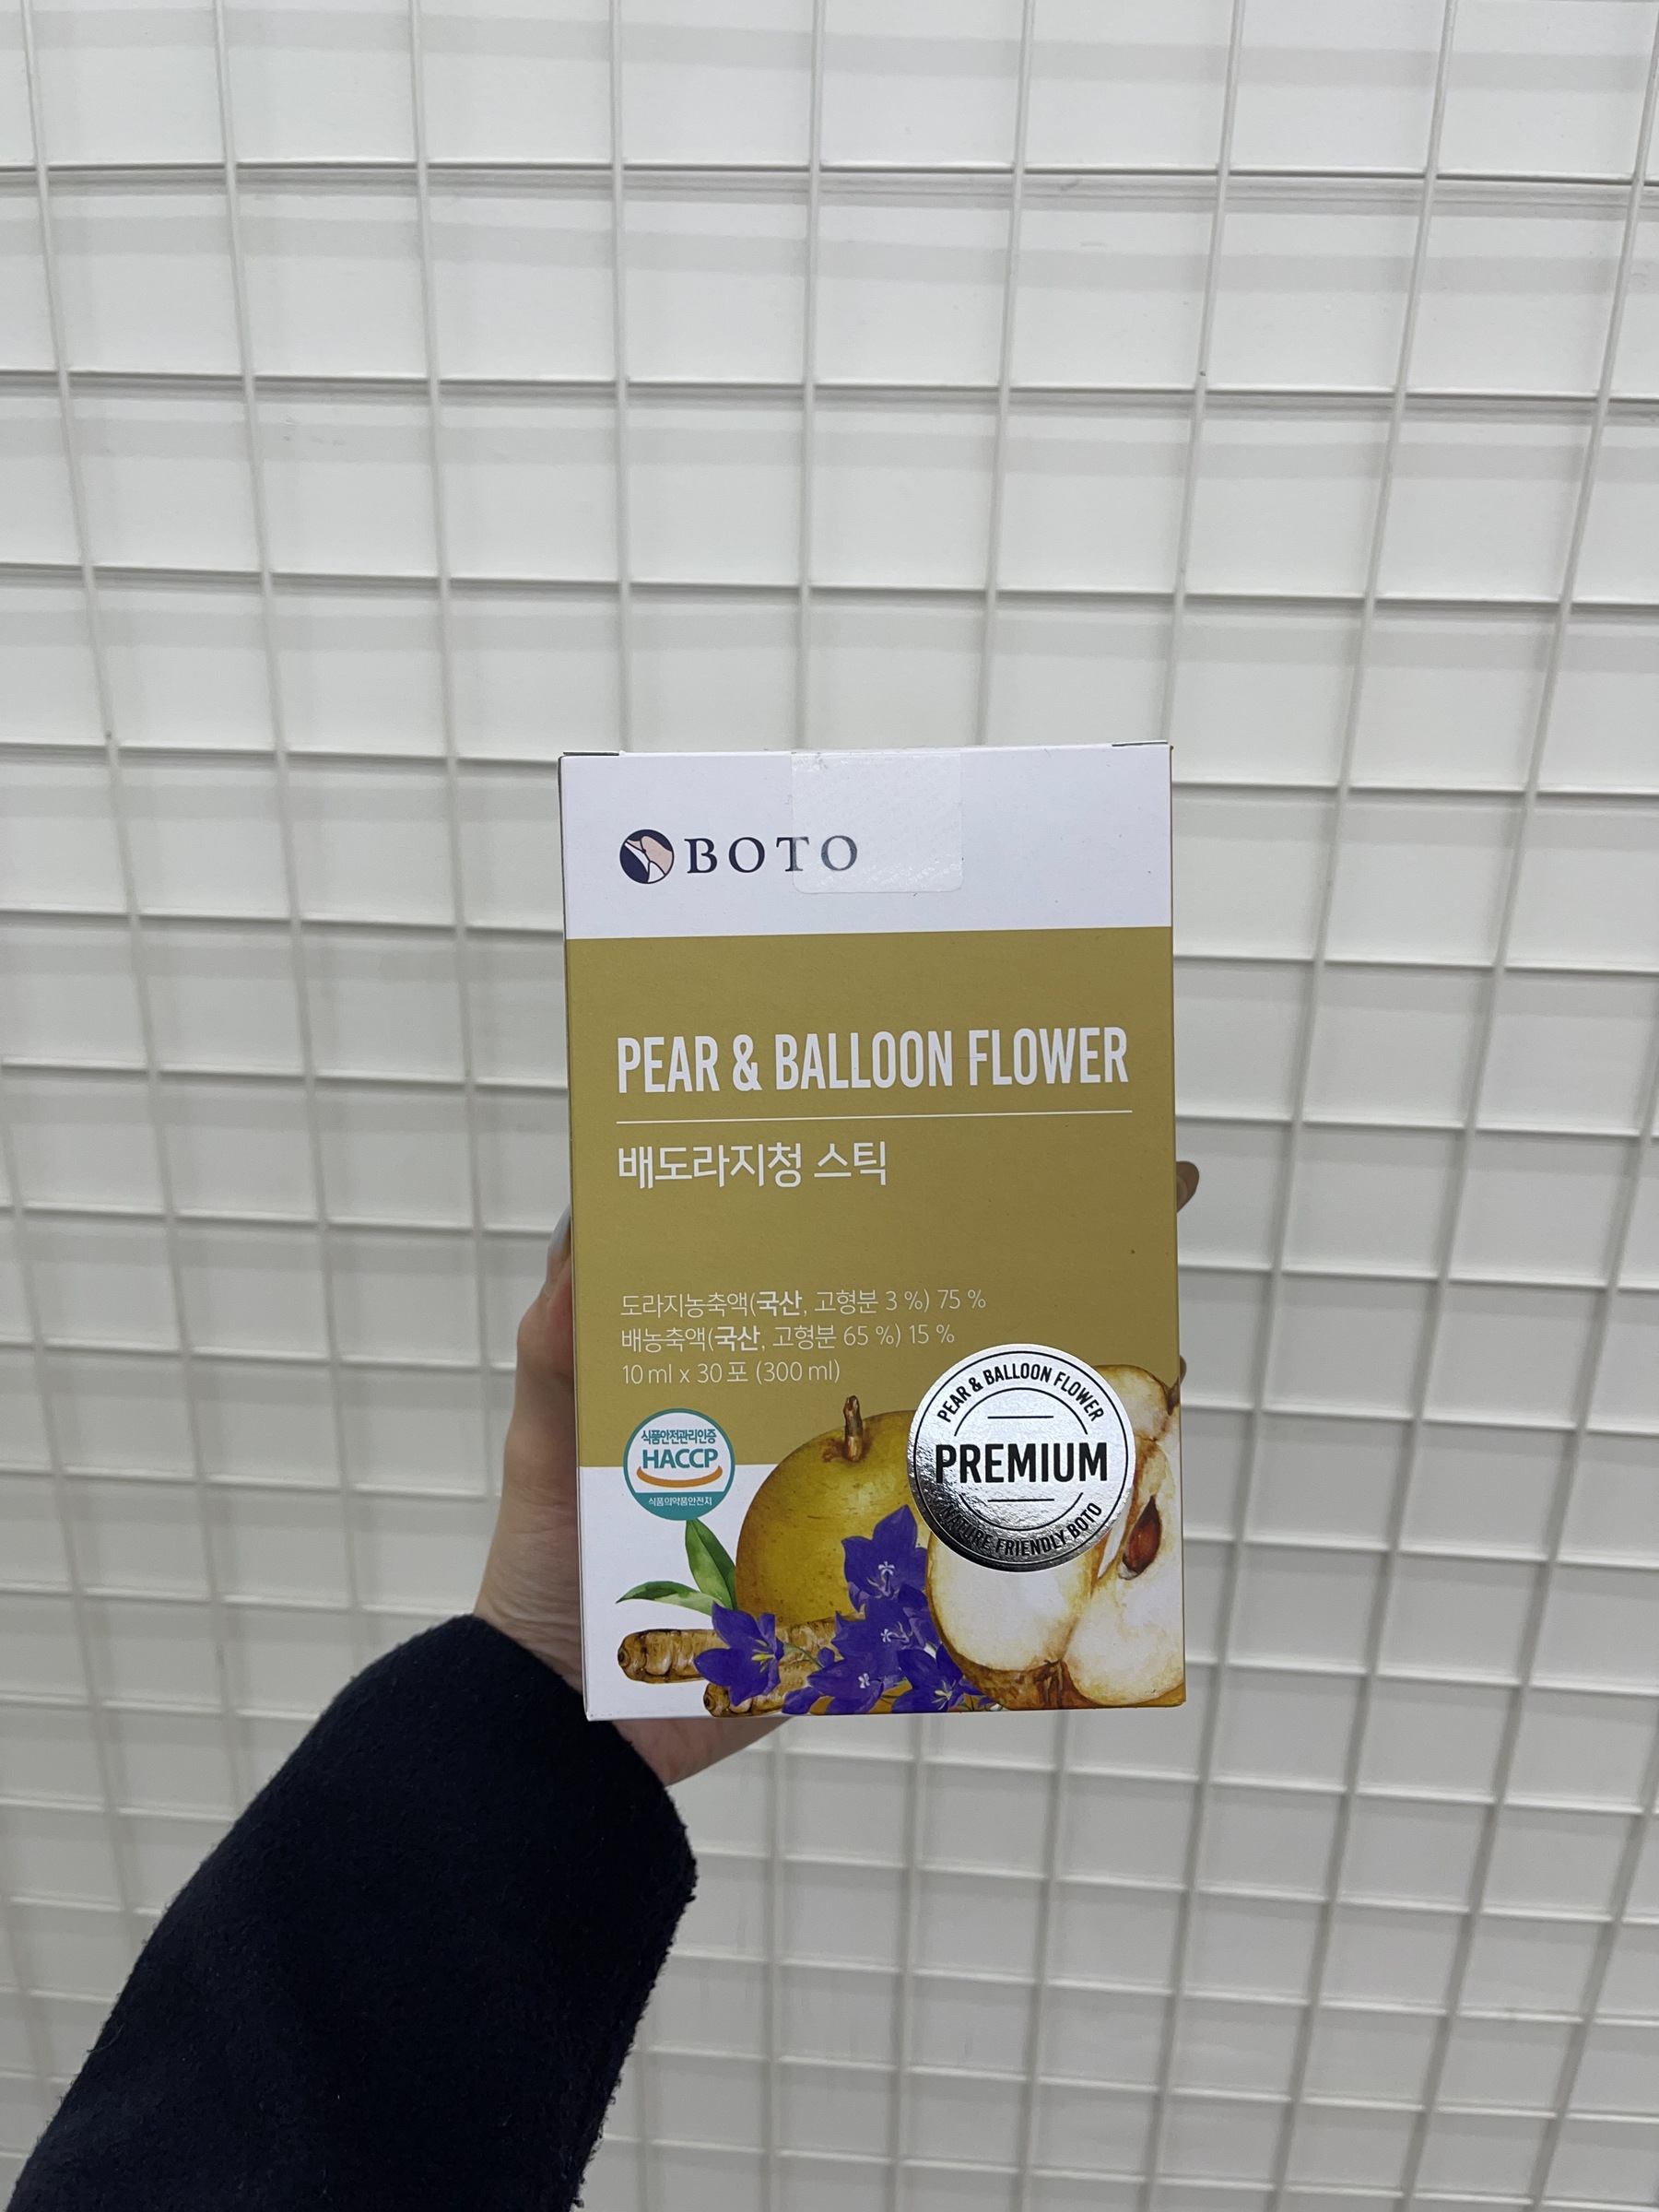 BOTO
PEAR & BALLOON FLOWER
배도라지청 스틱
도라지농축액(국산, 고형분 3 %) 75 %
배농축액(국산, 고형분 65 %) 15 %
10 ml x 30 포 (300 ml)
식품안전관리인증
HACCP
식품의약품안전처
PEAR & BALLOON FLOWER
PREMIUM
NATURE FRIENDLY BOTO